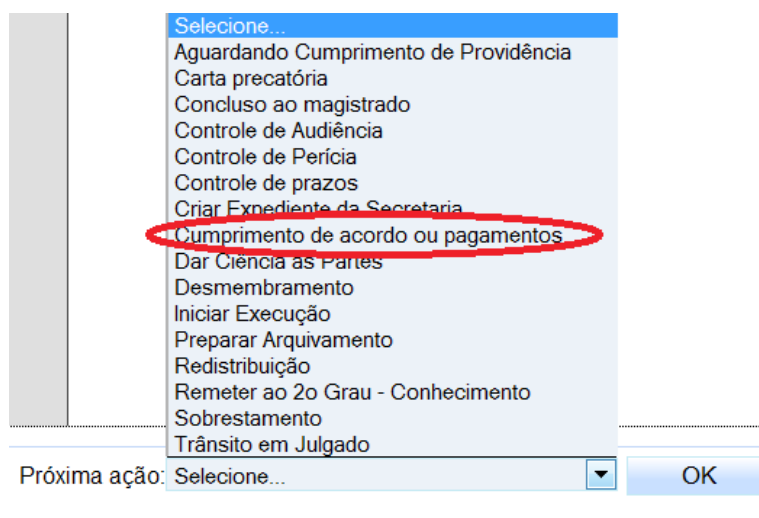 Selecione...
Aguardando Cumprimento de Providência
Carta precatória
Concluso ao magistrado
Controle de Audiência
Controle de Perícia
Controle de prazos
Criar Expediente da Secretaria
Cumprimento de acordo ou pagamentos
Dar Ciência às Partes
Desmembramento
Iniciar Execução
Preparar Arquivamento
Redistribuição
Remeter ao 2o Grau - Conhecimento
Sobrestamento
Trânsito em Julgado
Próxima ação: Selecione... OK